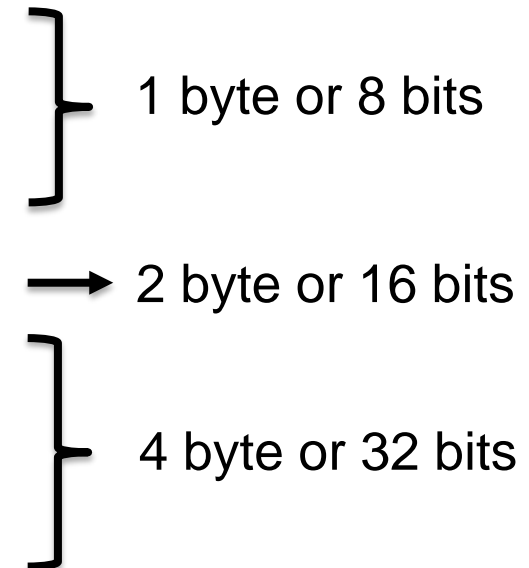 1 byte or 8 bits
2 byte or 16 bits
4 byte or 32 bits